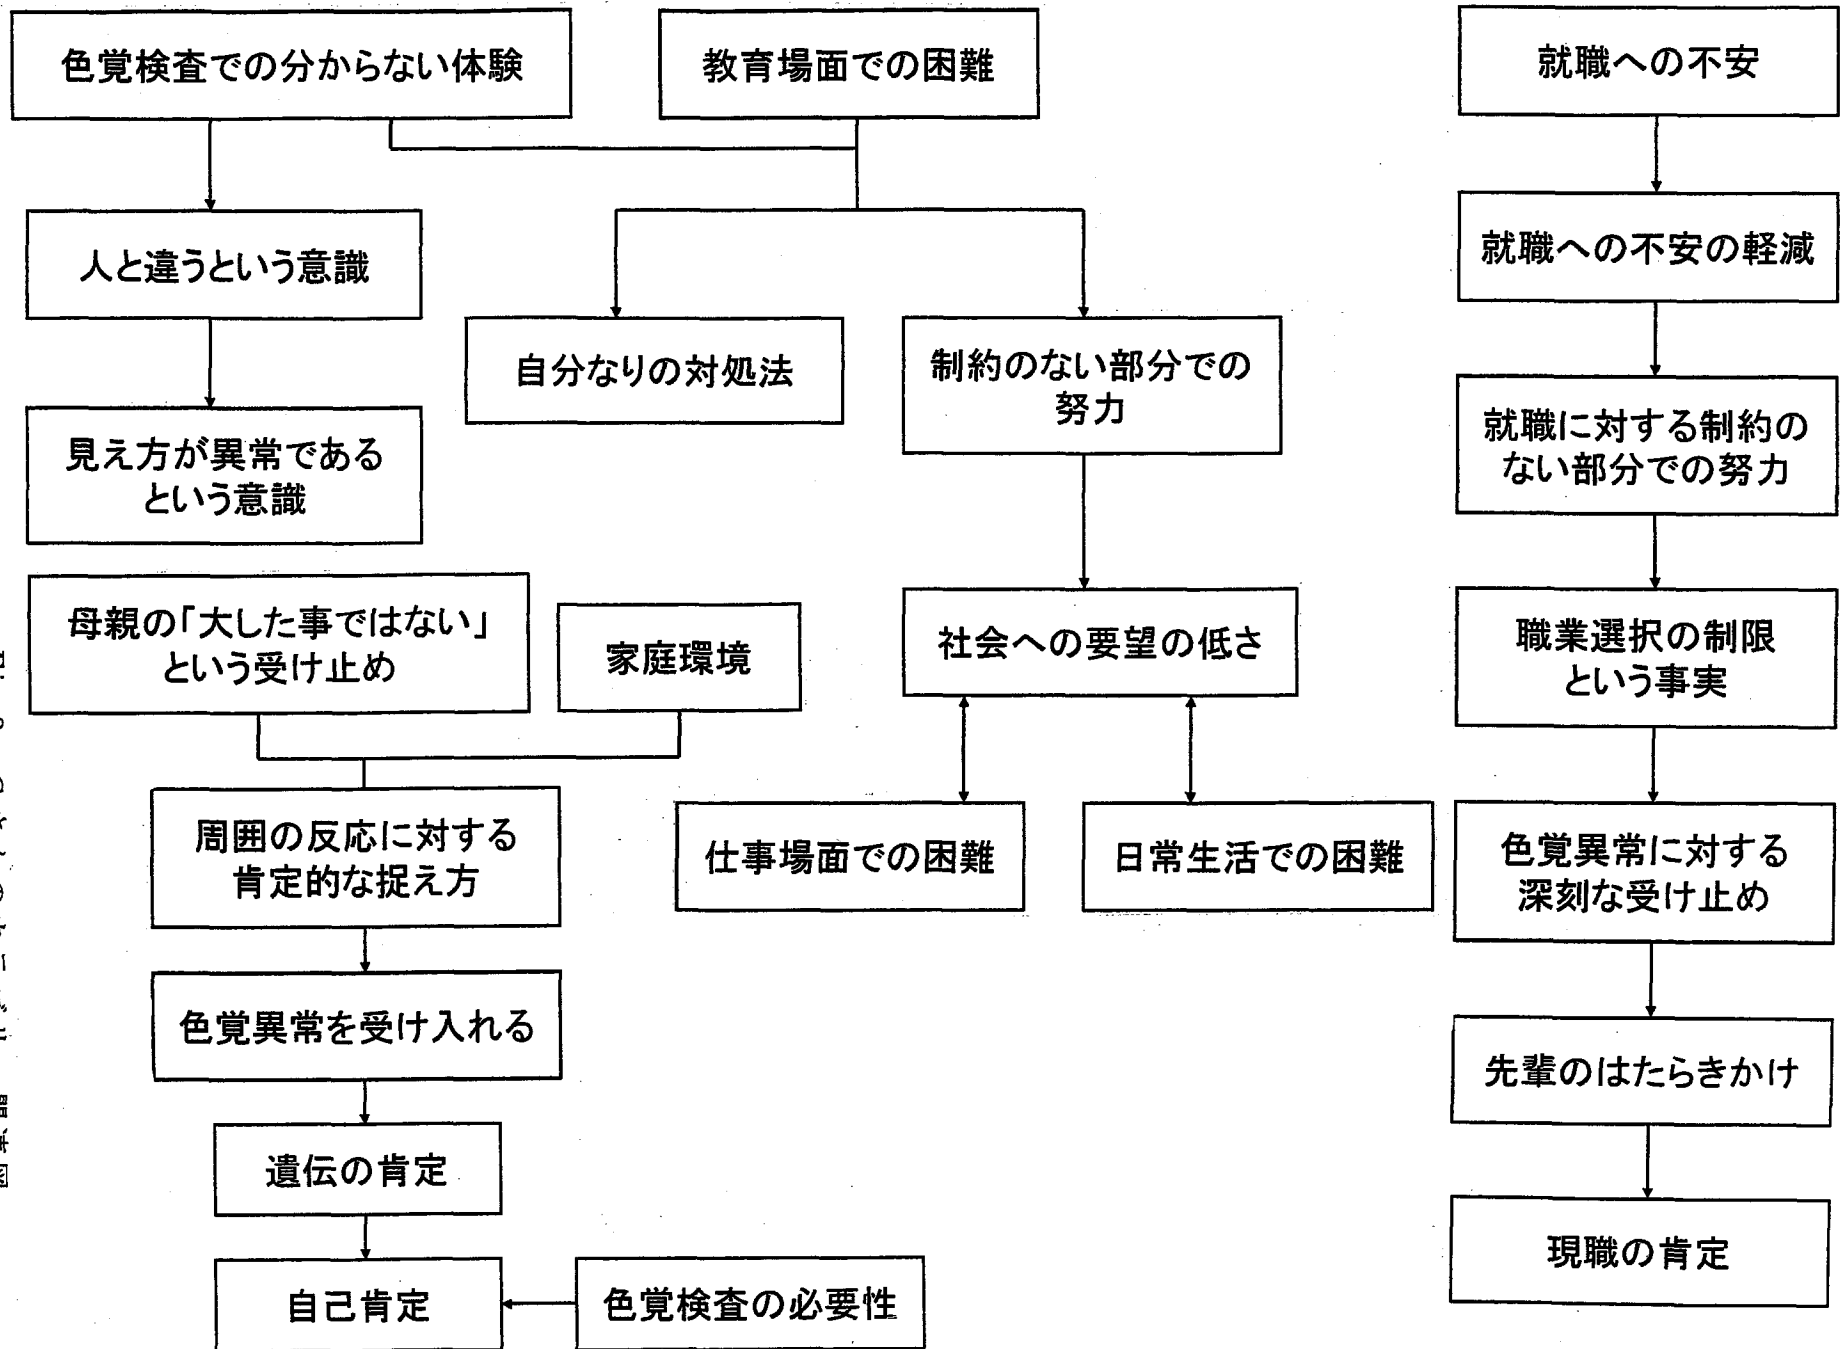 色覚検査での分からない体験
教育場面での困難
就職への不安
人と違うという意識
就職への不安の軽減
自分なりの対処法
制約のない部分での
努力
見え方が異常である
という意識
就職に対する制約の
ない部分での努力
母親の「大した事ではない」
という受け止め
家庭環境
社会への要望の低さ
職業選択の制限
という事実
周囲の反応に対する
肯定的な捉え方
仕事場面での困難
日常生活での困難
色覚異常に対する
深刻な受け止め
色覚異常を受け入れる
先輩のはたらきかけ
遺伝の肯定
現職の肯定
自己肯定
色覚検査の必要性